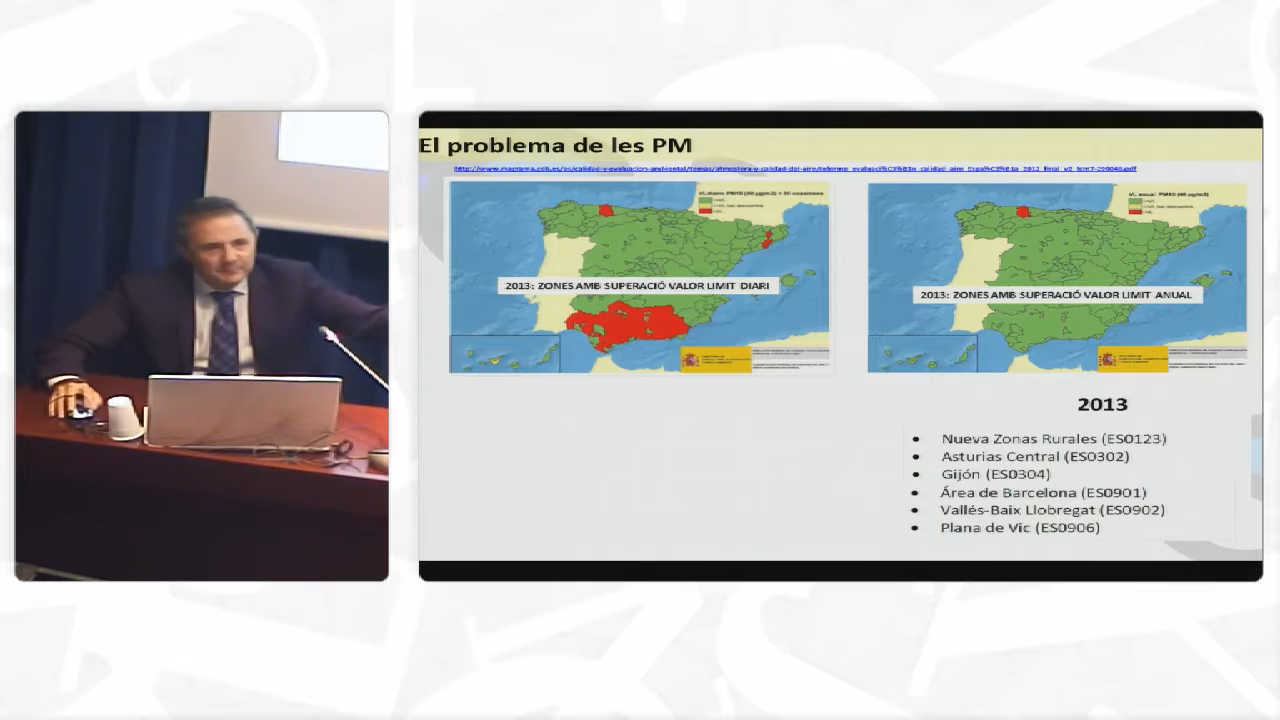 El problema de les PM
2013: ZONES AMB SUPERACIÓ VALOR LIMIT DIARI
2013: ZONES AMB SUPERACIÓ VALOR LIMIT ANUAL
2013
• Nueva Zonas Rurales (ES0123)
• Asturias Central (ES0302)
• Gijón (ES0304)
• Área de Barcelona (ES0901)
• Vallés-Baix Llobregat (ES0902)
• Plana de Vic (ES0906)